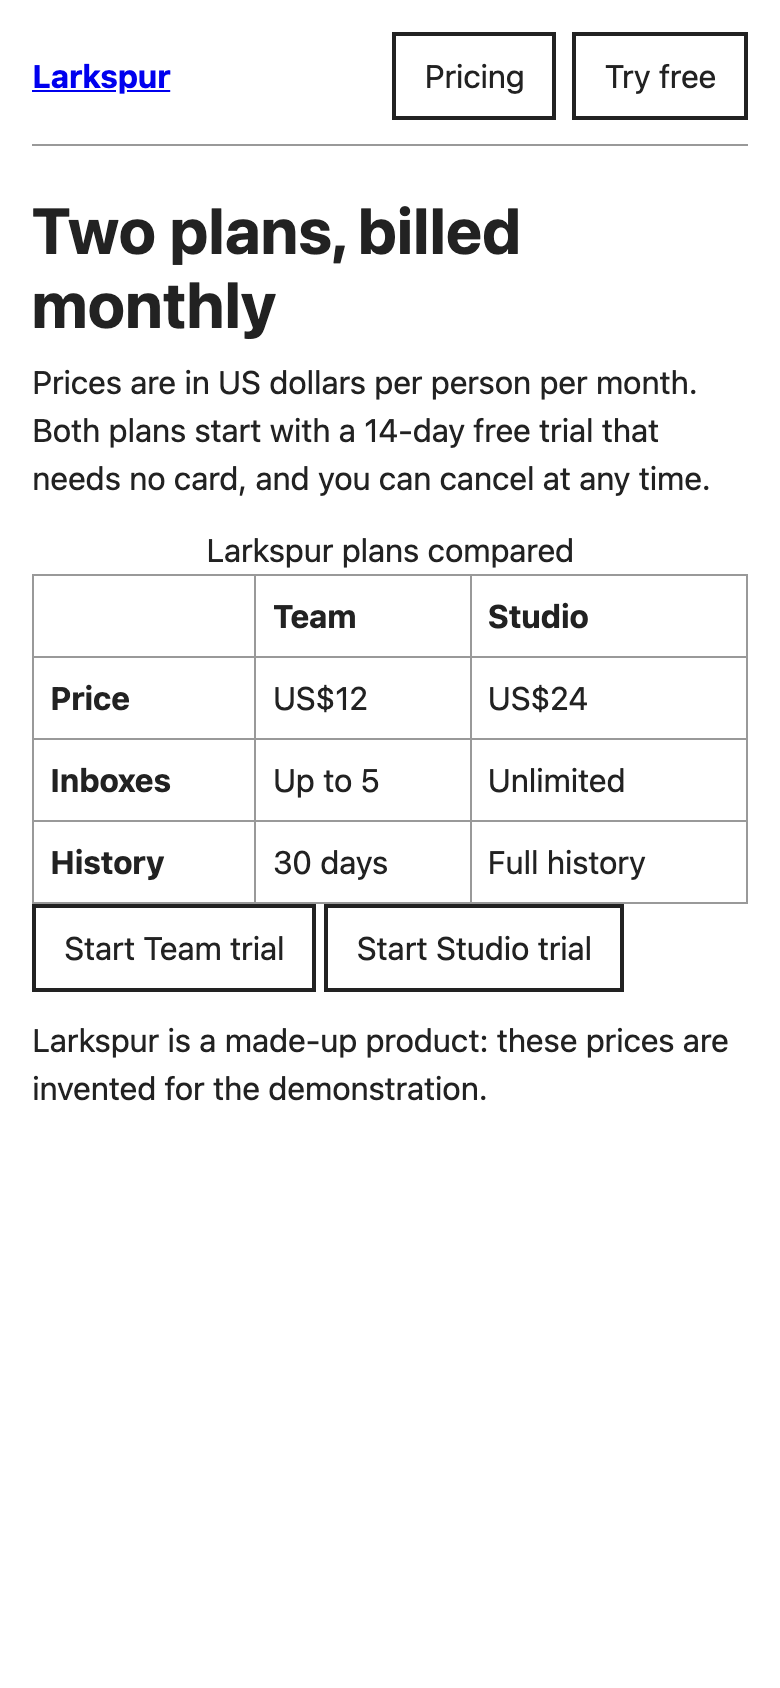 Larkspur Pricing Try free
Two plans, billed
monthly
Prices are in US dollars per person per month.
Both plans start with a 14-day free trial that
needs no card, and you can cancel at any time.
Larkspur plans compared
Team Studio
Price US$12 US$24
Inboxes Up to 5 Unlimited
History 30 days Full history
Start Team trial Start Studio trial
Larkspur is a made-up product: these prices are
invented for the demonstration.